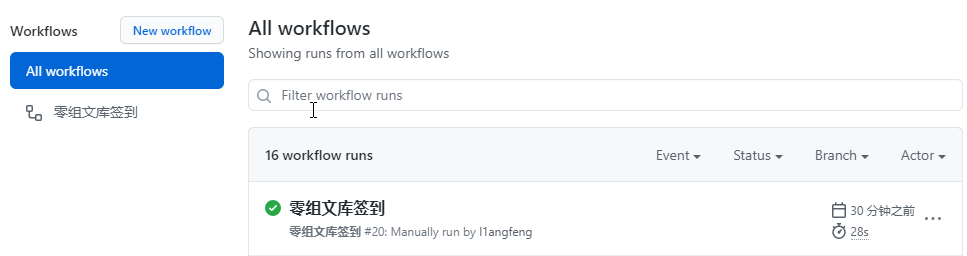 Workflows
New workflow
All workflows
零组文库签到
All workflows
Showing runs from all workflows
Filter workflow runs
16 workflow runs
Event
Status
Branch
Actor
零组文库签到
零组文库签到 #20: Manually run by l1angfeng
30 分钟之前
28s